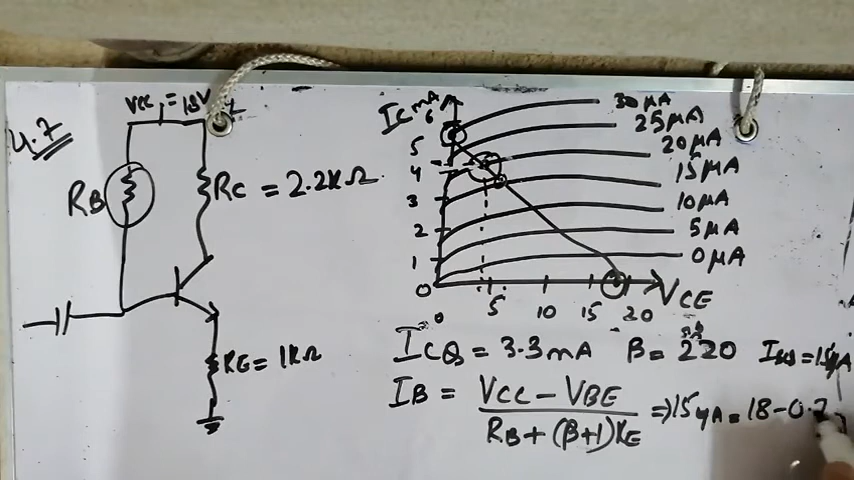 4.7
VCC = 18V
RB
RC = 2.2KΩ
RE = 1KΩ
IC mA
6
5
4
3
2
1
0
30 μA
25 μA
20 μA
15 μA
10 μA
5 μA
0 μA
0 5 10 15 20 VCE
ICQ = 3.3mA β = 220 = 15μA
IB = VCC - VBE / RB + (β+1) RE ⇒ 15μA = 18 - 0.7